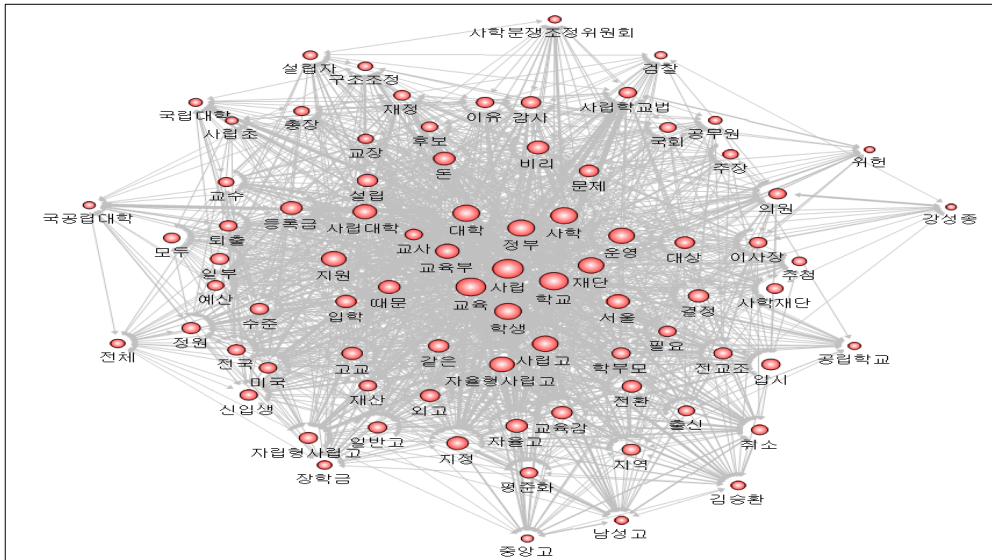 사학분쟁조정위원회
설립자
구조조정
검찰
국립대학
사립초
총장
재정
후보
이유
감사
사립학교법
국회
공무원
교장
돈
비리
문제
주장
위헌
국공립대학
교수
설립
의원
강성종
모두
퇴출
등록금
사립대학
대학
정부
사학
운영
대상
이사장
추첨
교사
교육부
일부
지원
사립
재단
예산
교육
학교
사학재단
수준
입학
때문
학생
서울
결정
전체
정원
전국
필요
공립학교
미국
고교
같은
사립고
자율형사립고
학부모
전교조
입시
신입생
재산
외고
전환
출신
자립형사립고
일반고
지정
자율고
교육감
지역
취소
장학금
평준화
김승환
중앙고
남성고